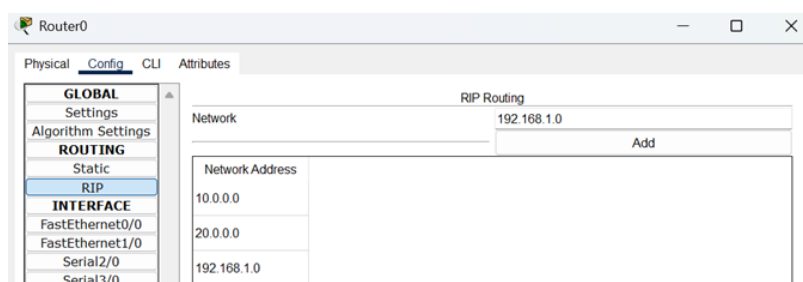 Router0
Physical Config CLI Attributes
GLOBAL
Settings
Algorithm Settings
ROUTING
Static
RIP
INTERFACE
FastEthernet0/0
FastEthernet1/0
Serial2/0
Serial3/0
RIP Routing
Network 192.168.1.0
Add
Network Address
10.0.0.0
20.0.0.0
192.168.1.0